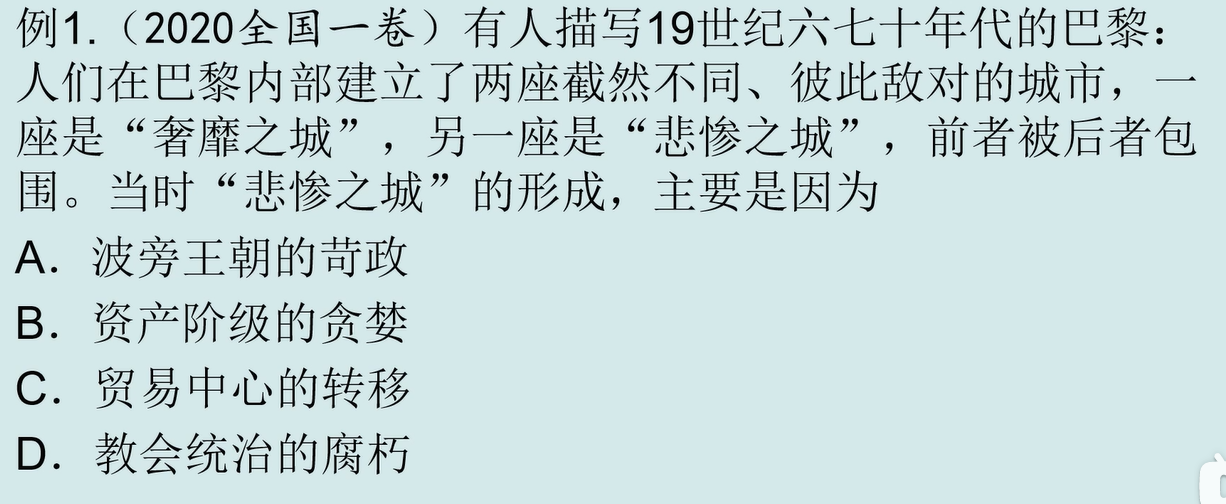 例1.（2020全国一卷）有人描写19世纪六七十年代的巴黎：
人们在巴黎内部建立了两座截然不同、彼此敌对的城市，一
座是“奢靡之城”，另一座是“悲惨之城”，前者被后者包
围。当时“悲惨之城”的形成，主要是因为
A．波旁王朝的苛政
B．资产阶级的贪婪
C．贸易中心的转移
D．教会统治的腐朽